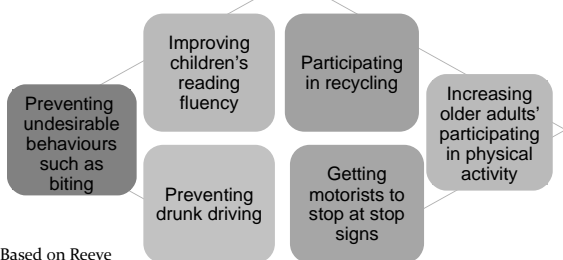 Improving
children's
reading
fluency
Participating
in recycling
Preventing
undesirable
behaviours
such as
biting
Increasing
older adults'
participating
in physical
activity
Preventing
drunk driving
Getting
motorists to
stop at stop
signs
Based on Reeve